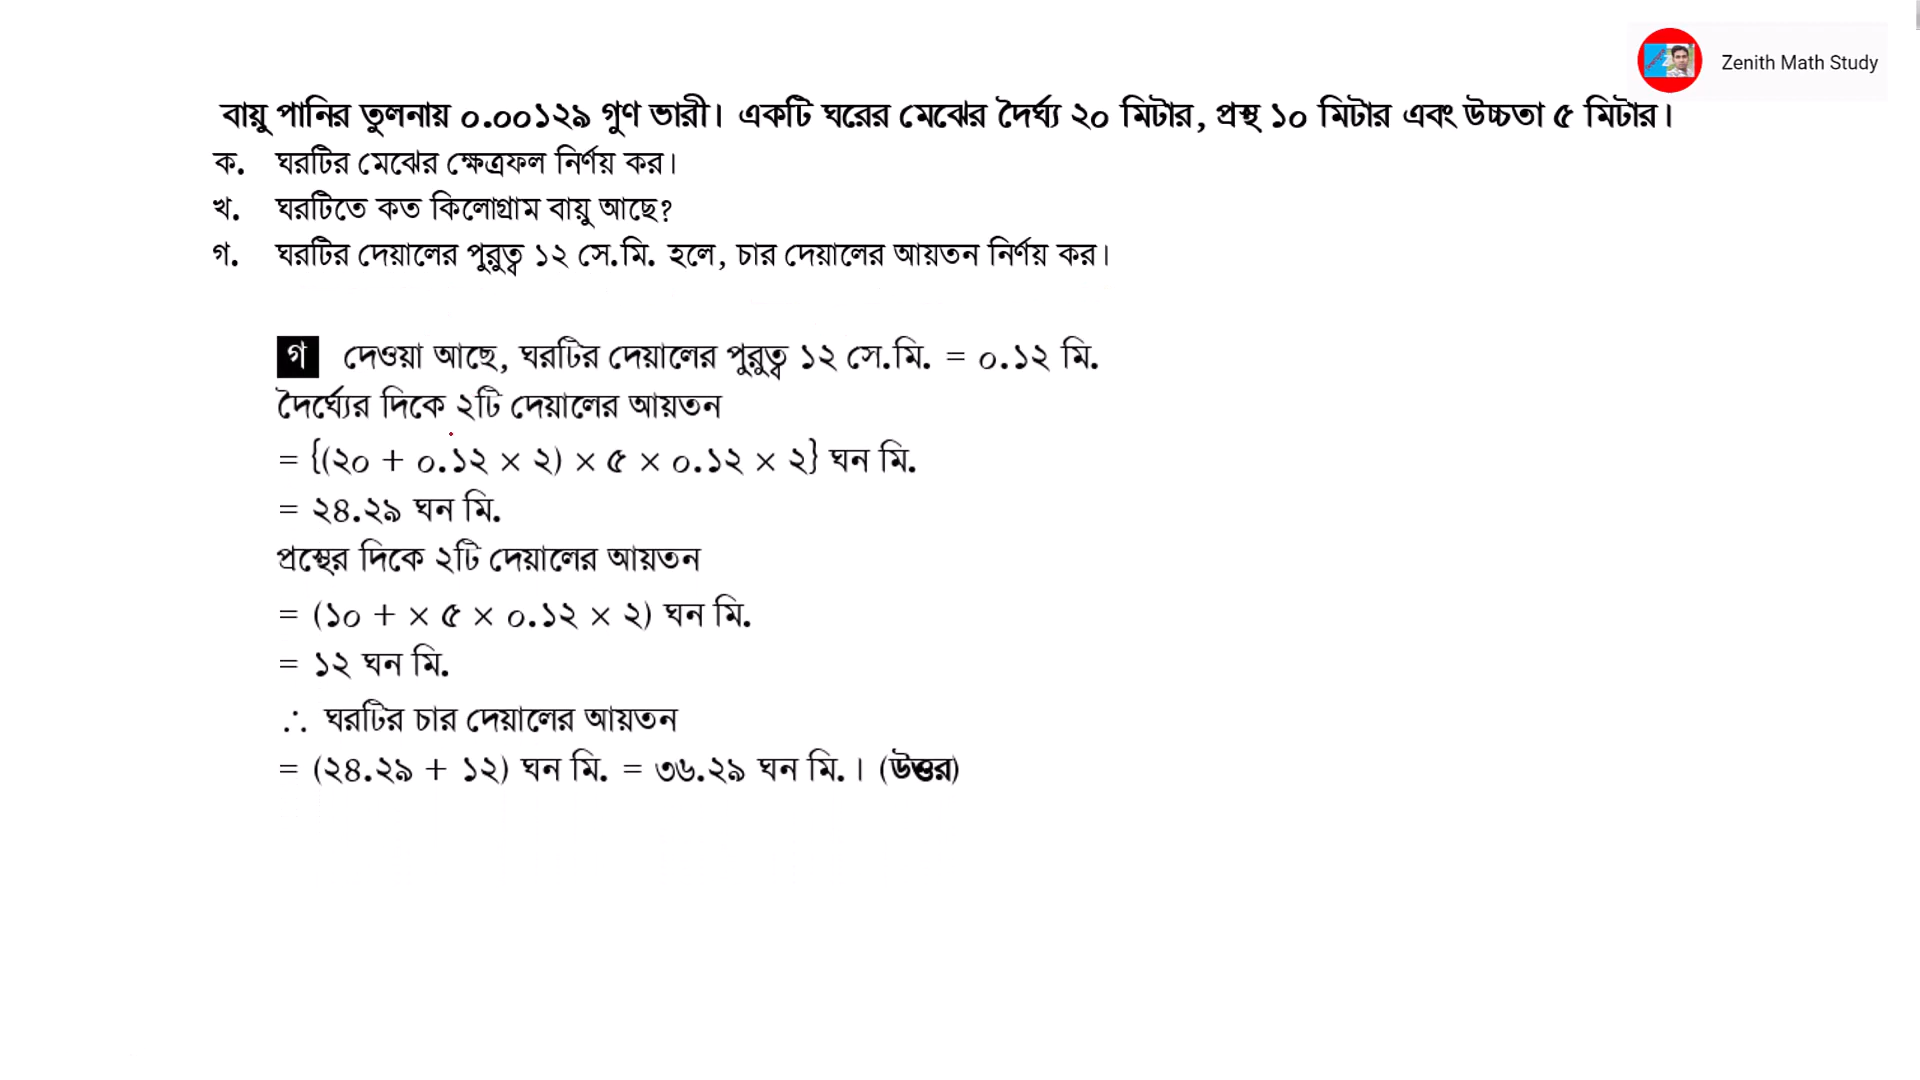 Zenith Math Study
বায়ু পানির তুলনায় ০.০০১২৯ গুণ ভারী। একটি ঘরের মেঝের দৈর্ঘ্য ২০ মিটার, প্রস্থ ১০ মিটার এবং উচ্চতা ৫ মিটার।
ক. ঘরটির মেঝের ক্ষেত্রফল নির্ণয় কর।
খ. ঘরটিতে কত কিলোগ্রাম বায়ু আছে?
গ. ঘরটির দেয়ালের পুরুত্ব ১২ সে.মি. হলে, চার দেয়ালের আয়তন নির্ণয় কর।
গ দেওয়া আছে, ঘরটির দেয়ালের পুরুত্ব ১২ সে.মি. = ০.১২ মি.
দৈর্ঘ্যের দিকে ২টি দেয়ালের আয়তন
= {(২০ + ০.১২ × ২) × ৫ × ০.১২ × ২} ঘন মি.
= ২৪.২৯ ঘন মি.
প্রস্থের দিকে ২টি দেয়ালের আয়তন
= (১০ + × ৫ × ০.১২ × ২) ঘন মি.
= ১২ ঘন মি.
∴ ঘরটির চার দেয়ালের আয়তন
= (২৪.২৯ + ১২) ঘন মি. = ৩৬.২৯ ঘন মি.। (উত্তর)